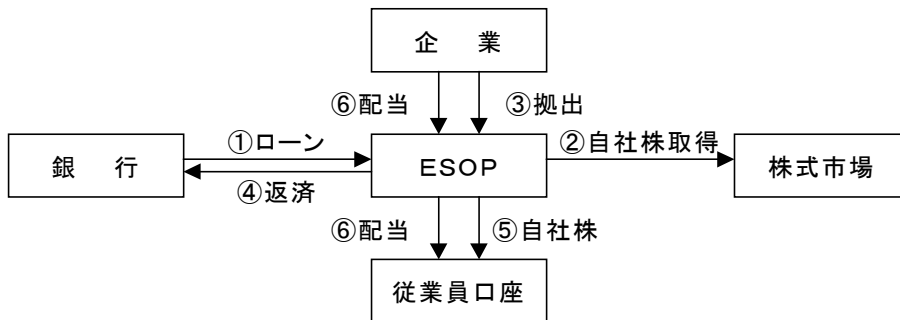 企　業
⑥配当
③拠出
①ローン
②自社株取得
銀　行
ESOP
株式市場
④返済
⑥配当
⑤自社株
従業員口座